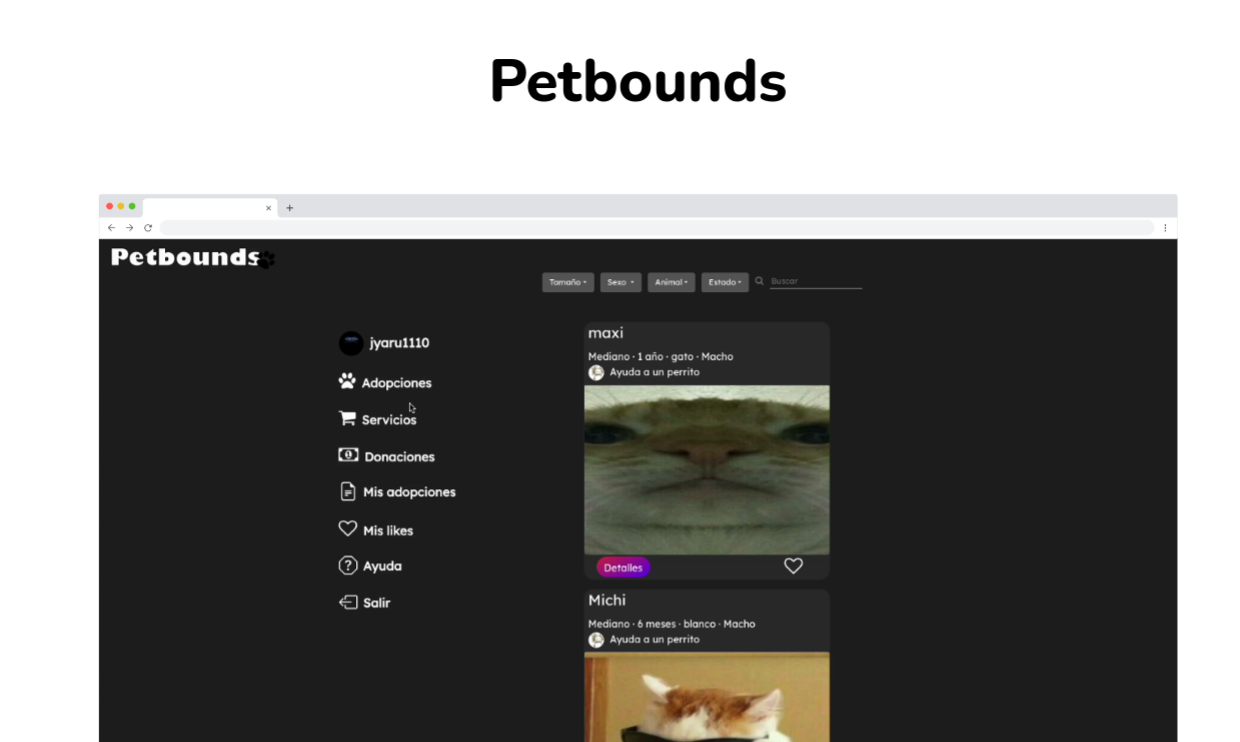 Petbounds
Petbounds
Tamaño Sexo Animal Estado Buscar
jyaru1110
Adopciones
Servicios
Donaciones
Mis adopciones
Mis likes
Ayuda
Salir
maxi
Mediano · 1 año · gato · Macho
Ayuda a un perrito
Detalles
Michi
Mediano · 6 meses · blanco · Macho
Ayuda a un perrito